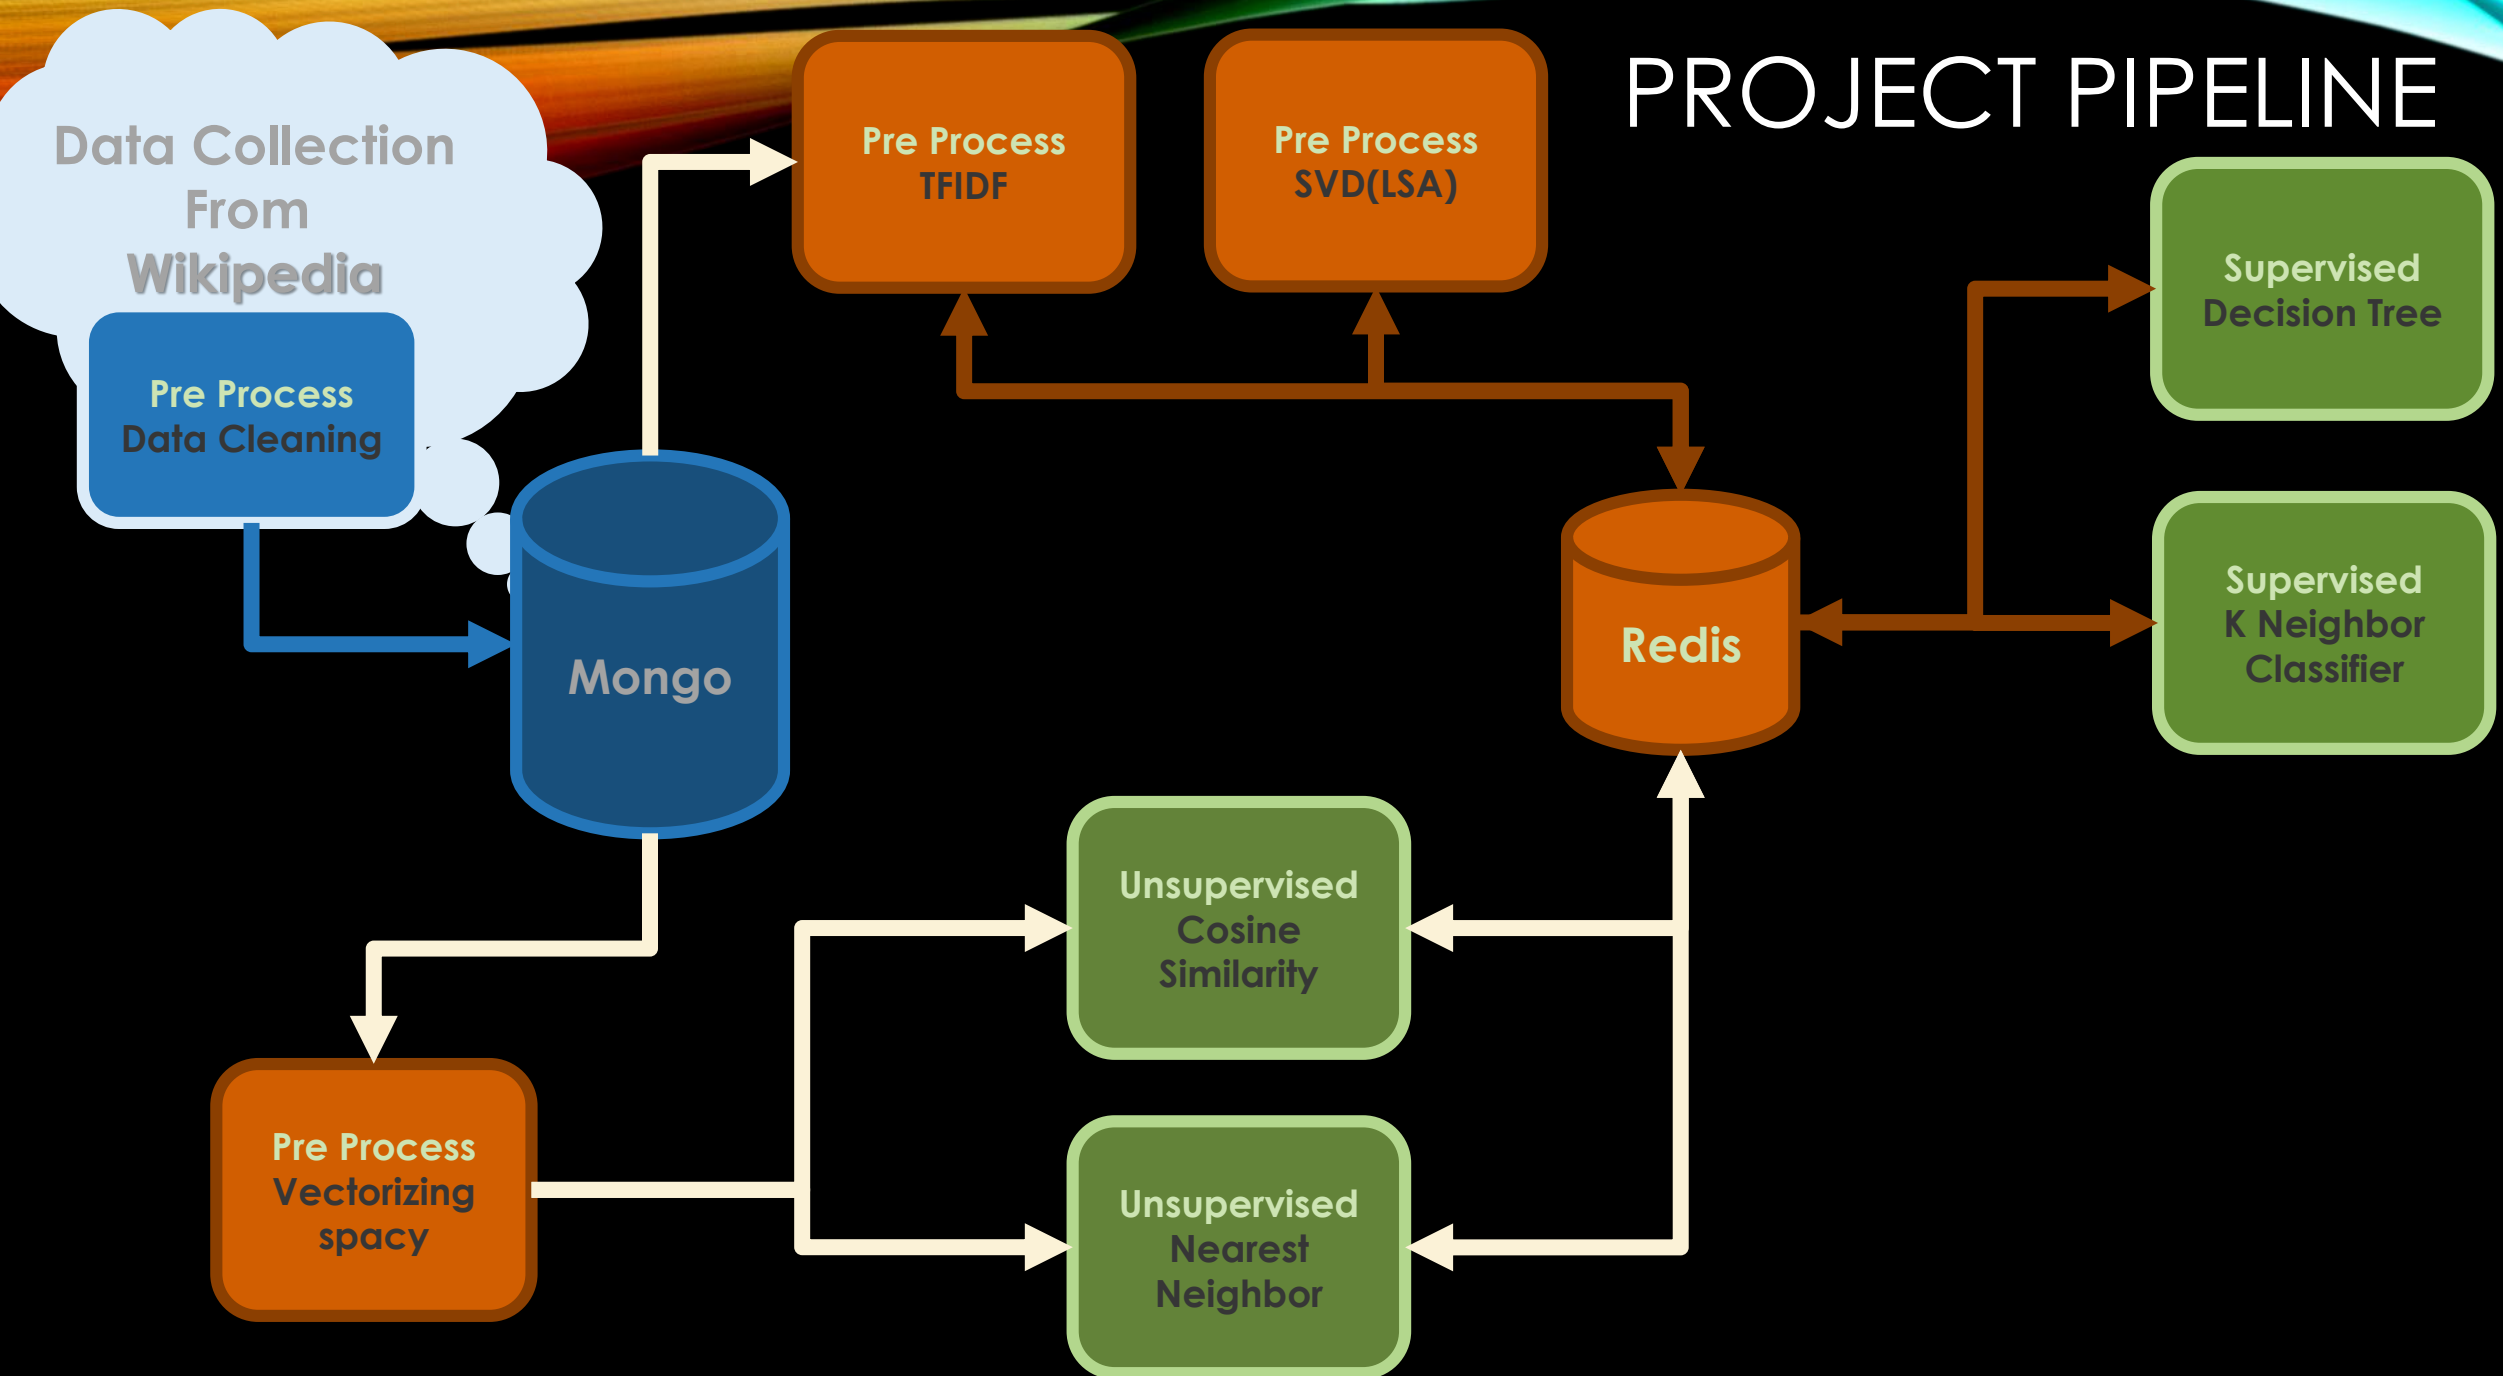 PROJECT PIPELINE
Data Collection
From
Wikipedia
Pre Process
Data Cleaning
Mongo
Pre Process
TFIDF
Pre Process
SVD(LSA)
Redis
Supervised
Decision Tree
Supervised
K Neighbor
Classifier
Unsupervised
Cosine
Similarity
Unsupervised
Nearest
Neighbor
Pre Process
Vectorizing
spacy